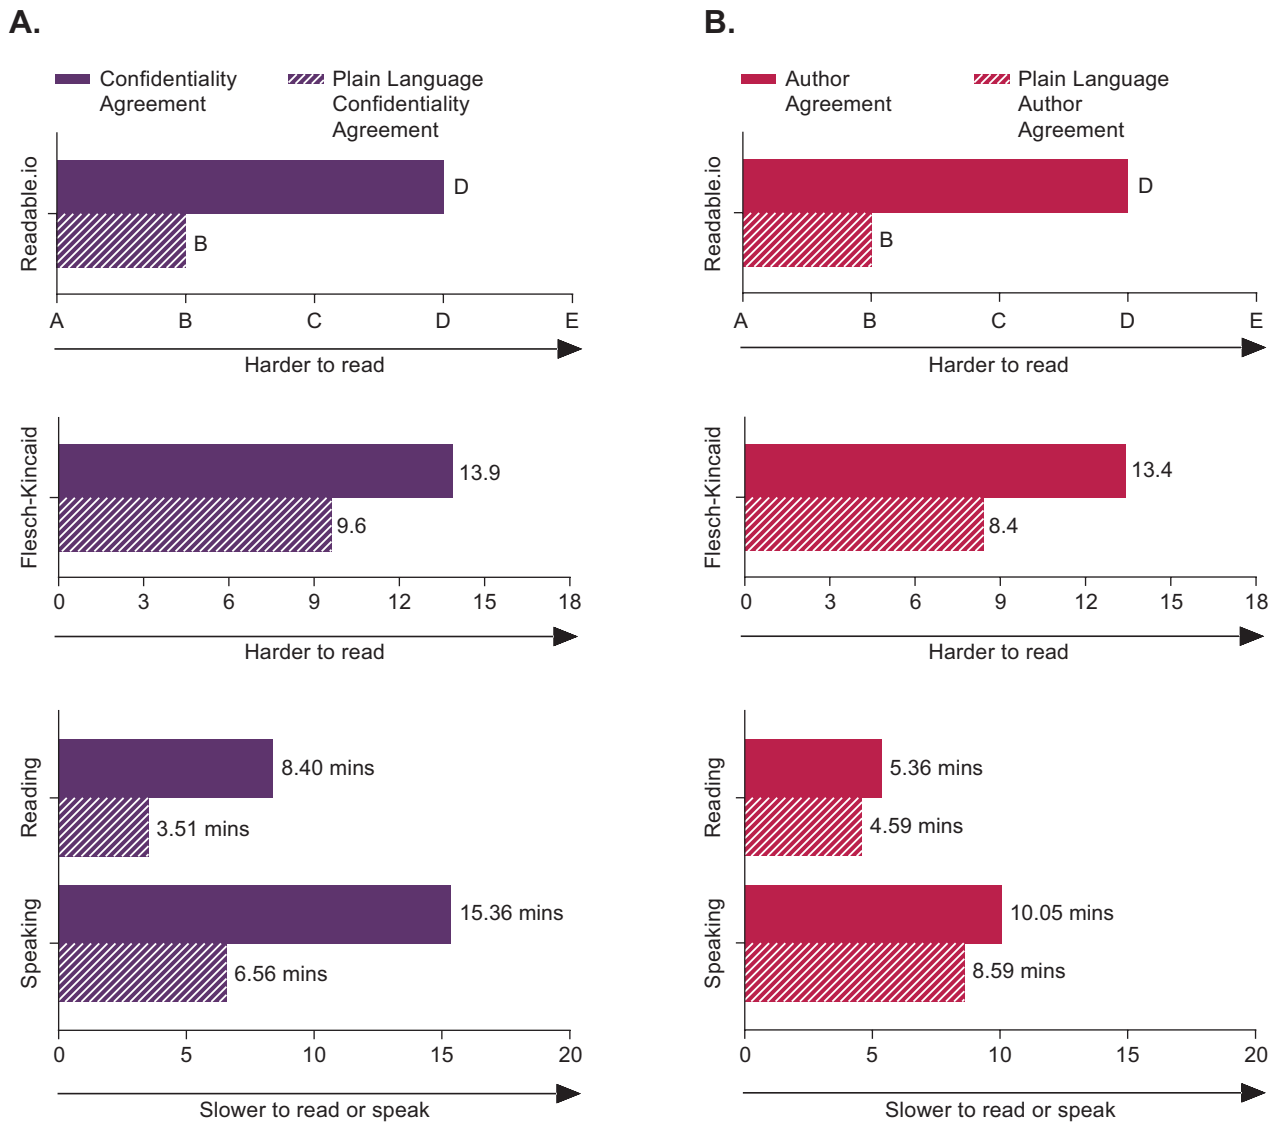 A.
Confidentiality
Agreement
Plain Language
Confidentiality
Agreement
Readable.io
D
B
A B C D E
Harder to read
Flesch-Kincaid
13.9
9.6
0 3 6 9 12 15 18
Harder to read
Reading
8.40 mins
3.51 mins
Speaking
15.36 mins
6.56 mins
0 5 10 15 20
Slower to read or speak
B.
Author
Agreement
Plain Language
Author
Agreement
Readable.io
D
B
A B C D E
Harder to read
Flesch-Kincaid
13.4
8.4
0 3 6 9 12 15 18
Harder to read
Reading
5.36 mins
4.59 mins
Speaking
10.05 mins
8.59 mins
0 5 10 15 20
Slower to read or speak